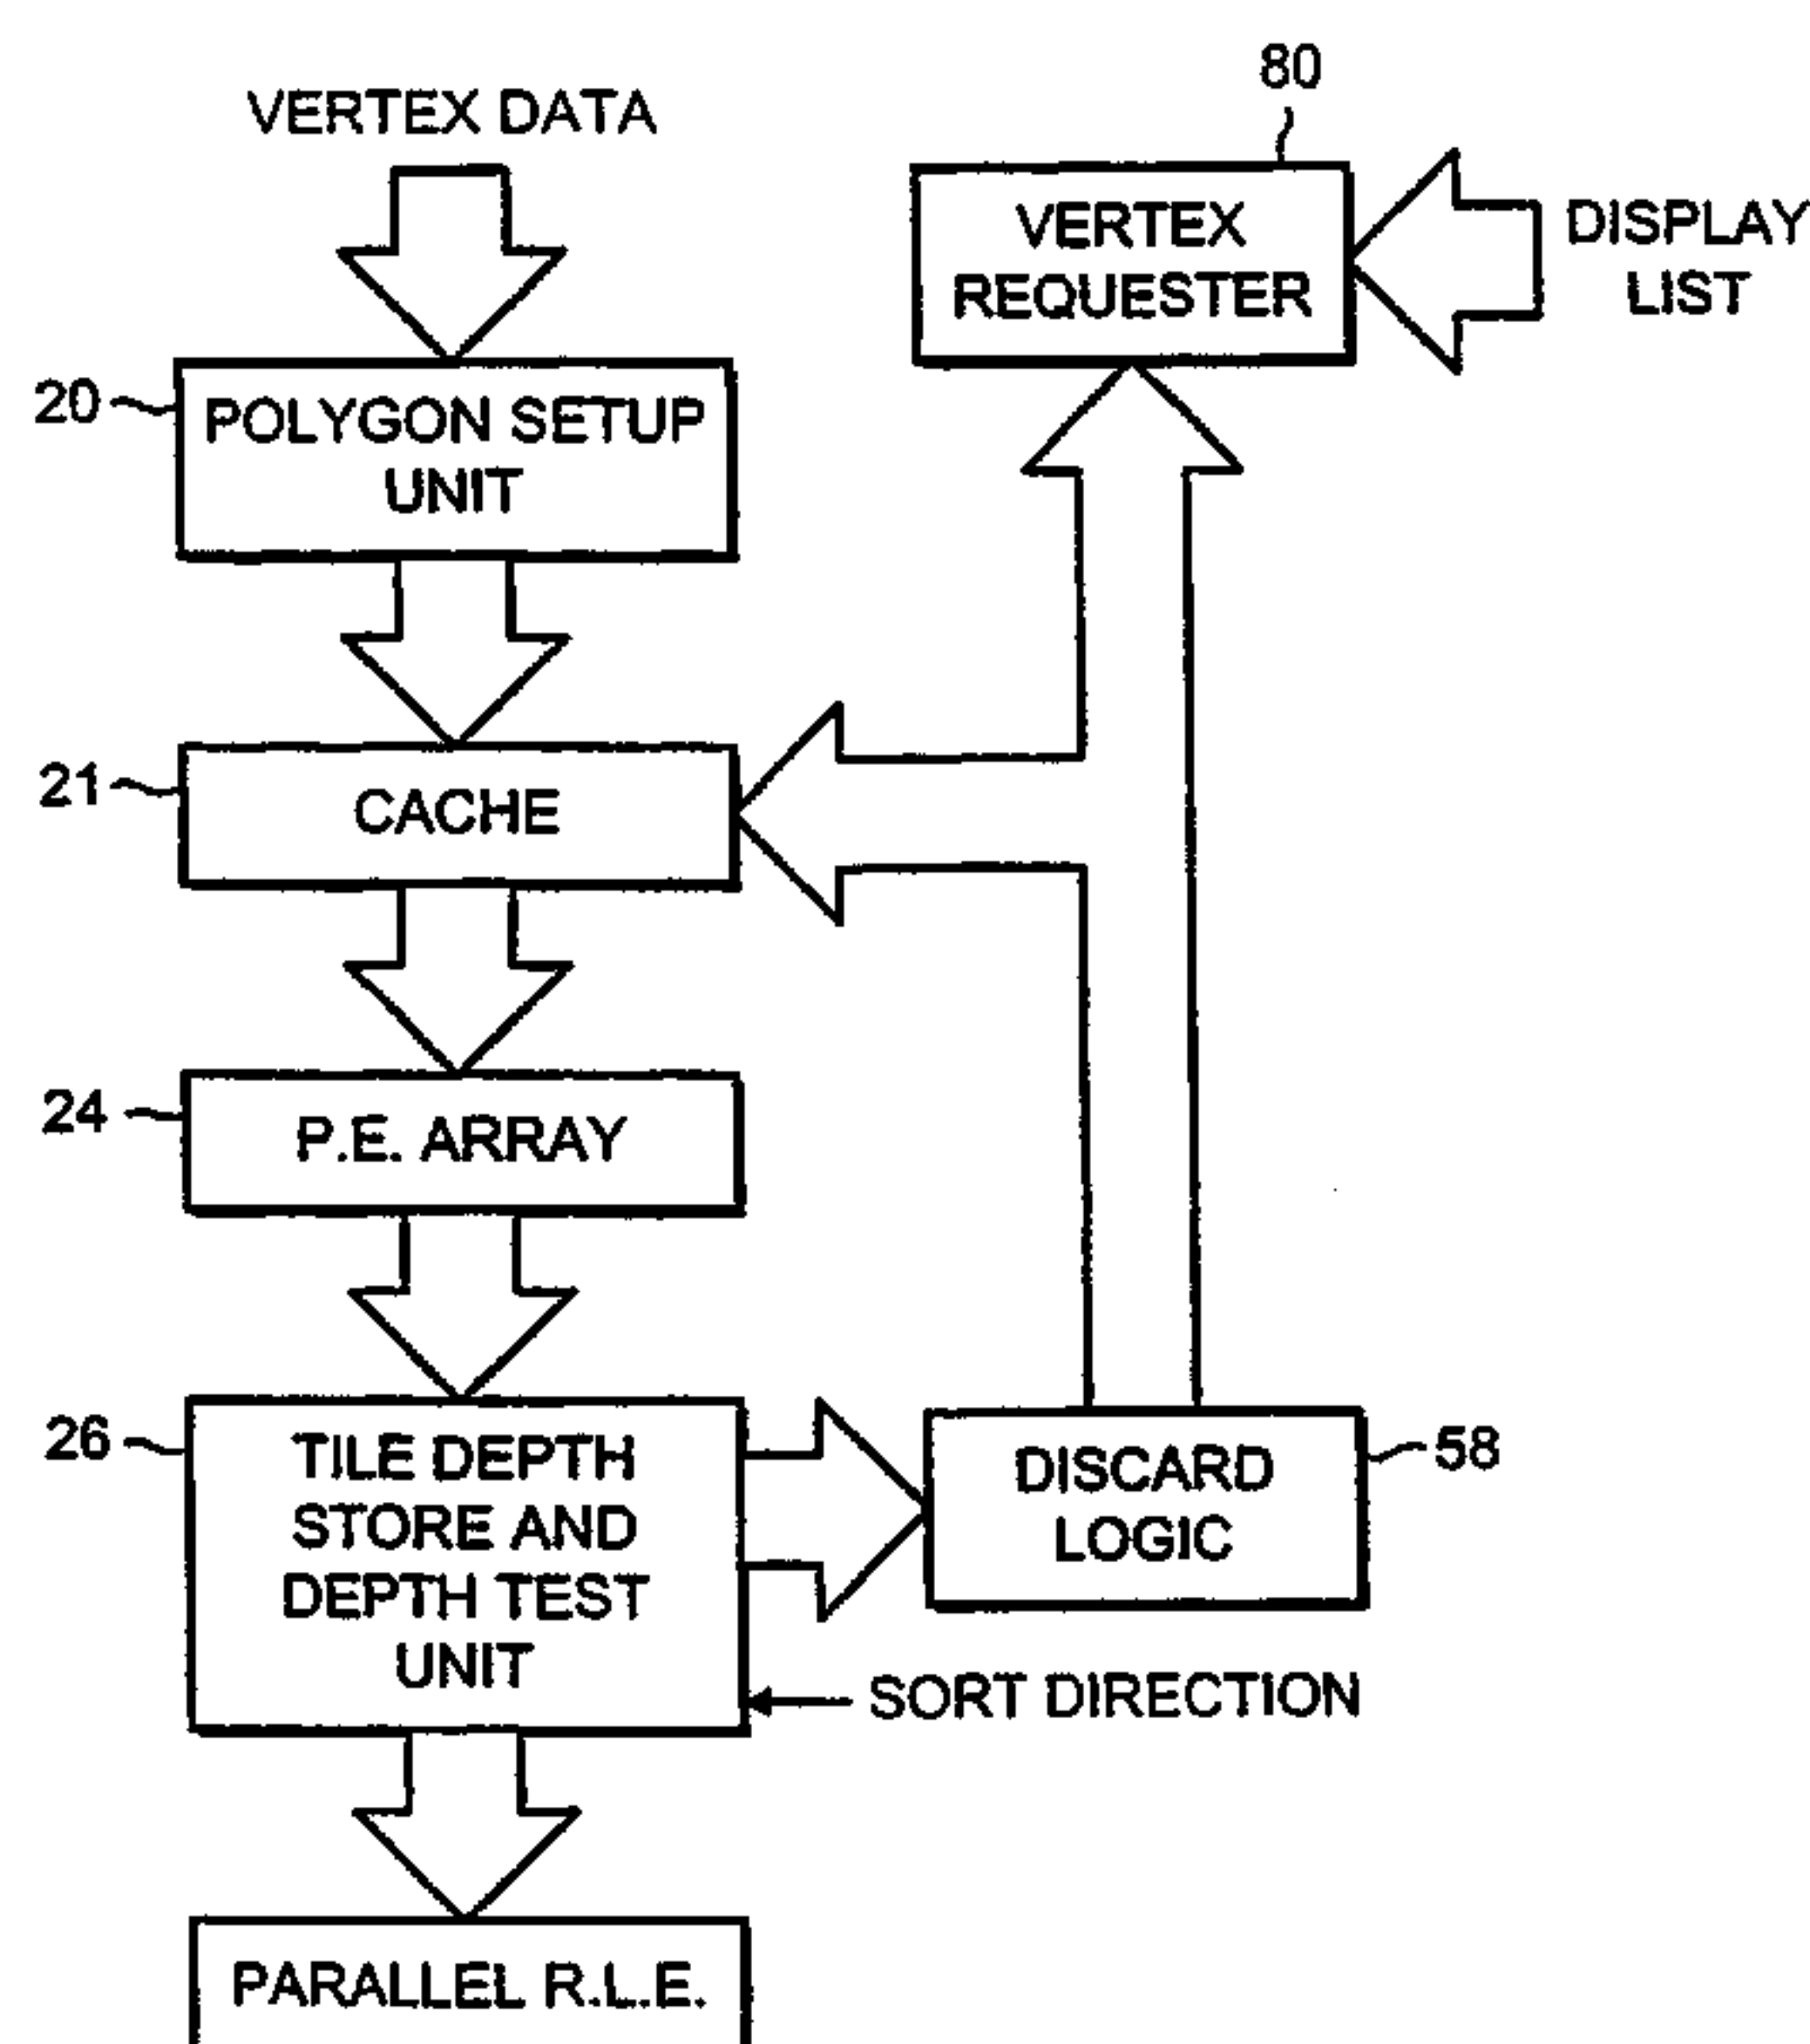 80
VERTEX DATA
VERTEX
REQUESTER
DISPLAY
LIST
20
POLYGON SETUP
UNIT
21
CACHE
24
P.E. ARRAY
26
TILE DEPTH
STORE AND
DEPTH TEST
UNIT
DISCARD
LOGIC
58
SORT DIRECTION
PARALLEL R.L.E.